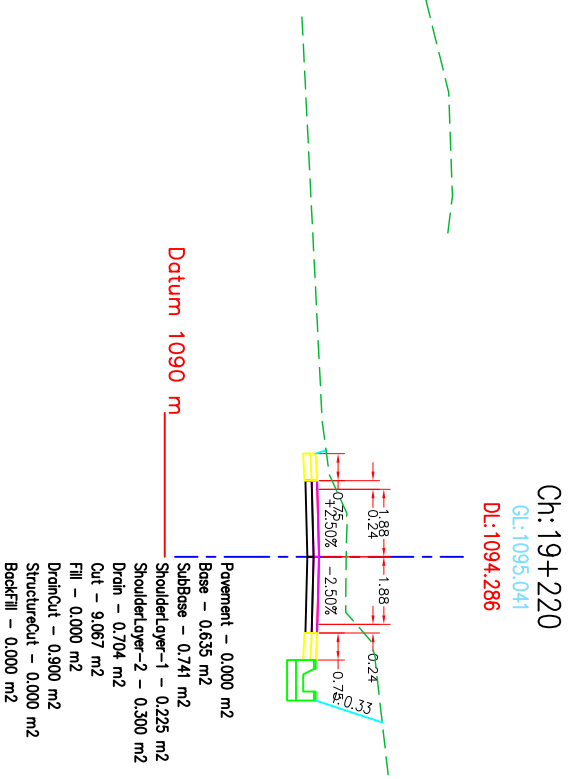 Ch: 19+220
GL:1095.041
DL:1094.286
1.88
1.88
0.24
0.24
0.75
0.75
+2.50%
-2.50%
0.33
Datum 1090 m
Pavement - 0.000 m2
Base - 0.635 m2
SubBase - 0.741 m2
ShoulderLayer-1 - 0.225 m2
ShoulderLayer-2 - 0.300 m2
Drain - 0.704 m2
Cut - 9.067 m2
Fill - 0.000 m2
DrainCut - 0.900 m2
StructureCut - 0.000 m2
BackFill - 0.000 m2